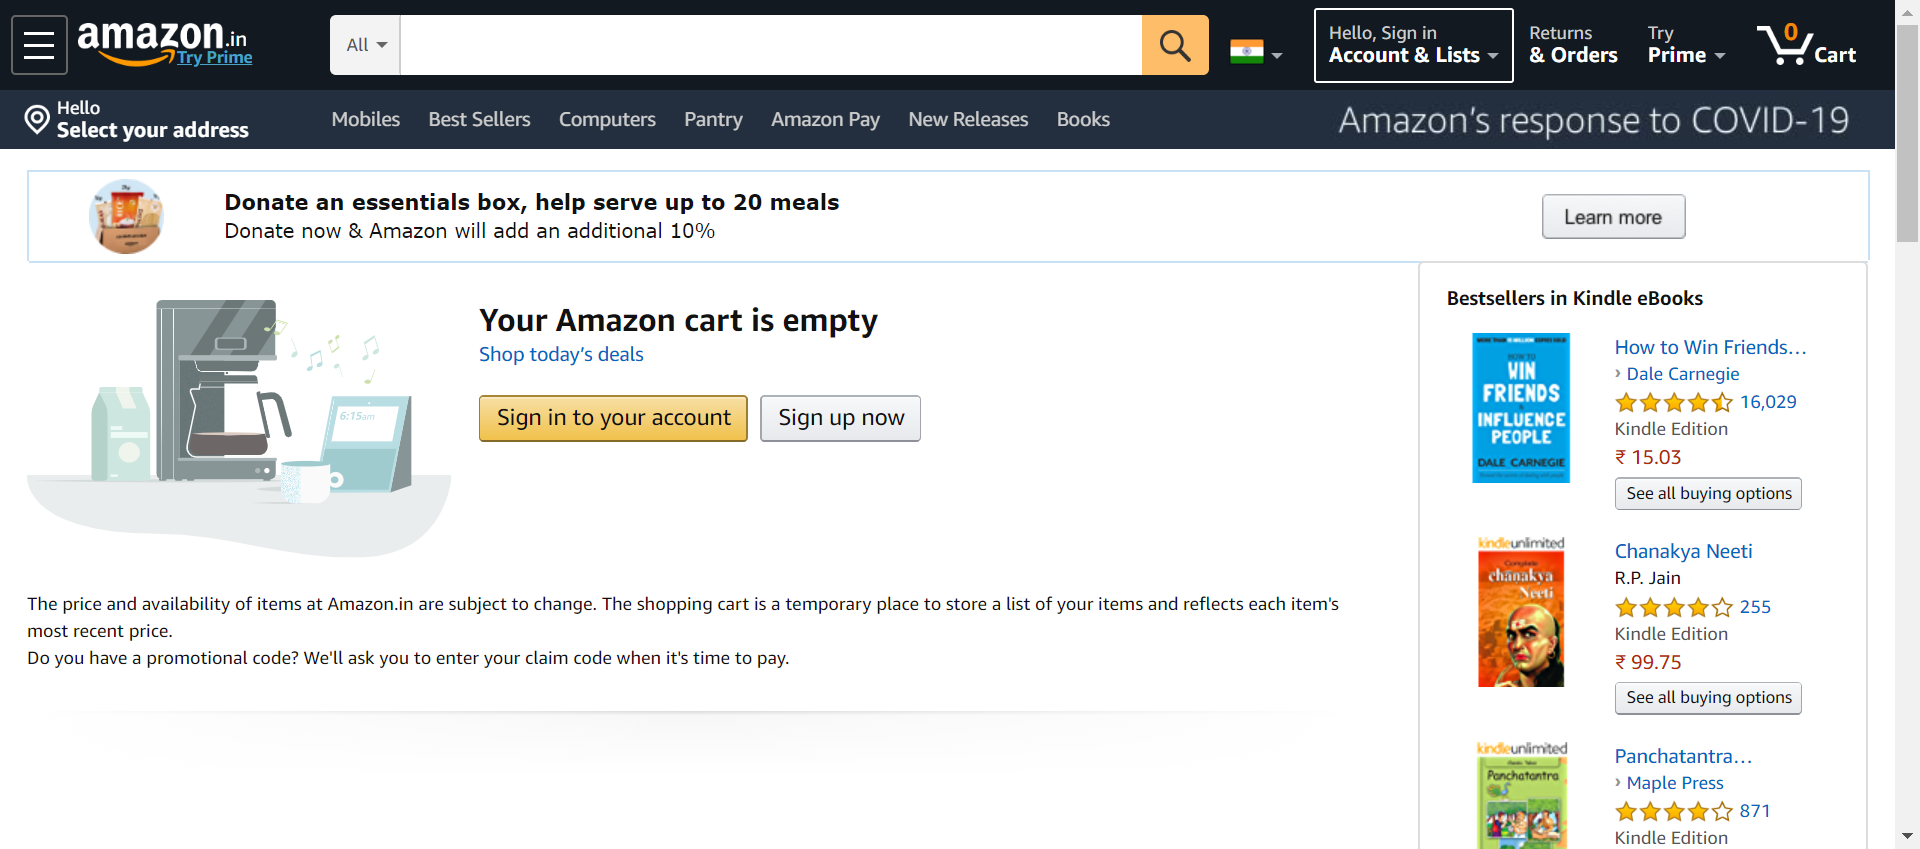 amazon.in
Try Prime
All
Hello, Sign in
Account & Lists
Returns
& Orders
Try
Prime
0
Cart
Hello
Select your address
Mobiles
Best Sellers
Computers
Pantry
Amazon Pay
New Releases
Books
Amazon's response to COVID-19
Donate an essentials box, help serve up to 20 meals
Donate now & Amazon will add an additional 10%
Learn more
6:15am
Your Amazon cart is empty
Shop today's deals
Sign in to your account
Sign up now
The price and availability of items at Amazon.in are subject to change. The shopping cart is a temporary place to store a list of your items and reflects each item's
most recent price.
Do you have a promotional code? We'll ask you to enter your claim code when it's time to pay.
Bestsellers in Kindle eBooks
HOW TO
WIN
FRIENDS
INFLUENCE
PEOPLE
DALE CARNEGIE
How to Win Friends…
› Dale Carnegie
16,029
Kindle Edition
₹ 15.03
See all buying options
kindleunlimited
Complete
chanakya
Neeti
Chanakya Neeti
R.P. Jain
255
Kindle Edition
₹ 99.75
See all buying options
kindleunlimited
Panchatantra
Panchatantra…
› Maple Press
871
Kindle Edition